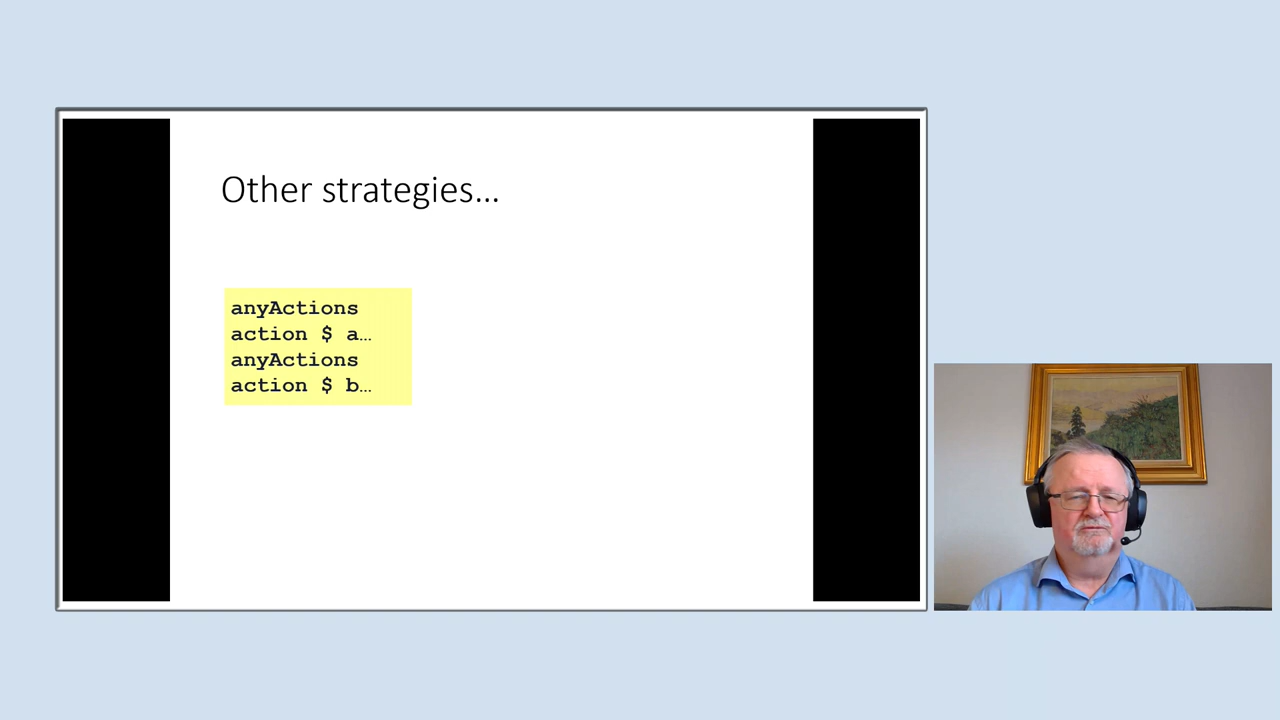 Other strategies…
anyActions
action $ a…
anyActions
action $ b…